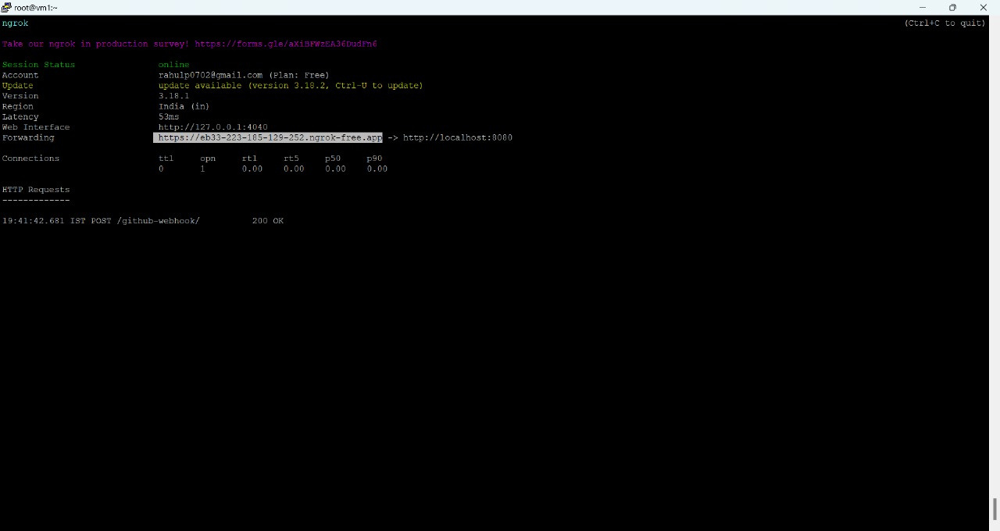 root@vm1:~
ngrok (Ctrl+C to quit)
Take our ngrok in production survey! https://forms.gle/aXiBFWzEA36DudFn6
Session Status online
Account rahulp0702@gmail.com (Plan: Free)
Update update available (version 3.18.2, Ctrl-U to update)
Version 3.18.1
Region India (in)
Latency 53ms
Web Interface http://127.0.0.1:4040
Forwarding https://eb33-223-185-129-252.ngrok-free.app -> http://localhost:8080
Connections ttl opn rt1 rt5 p50 p90
0 1 0.00 0.00 0.00 0.00
HTTP Requests
-------------
19:41:42.681 IST POST /github-webhook/ 200 OK